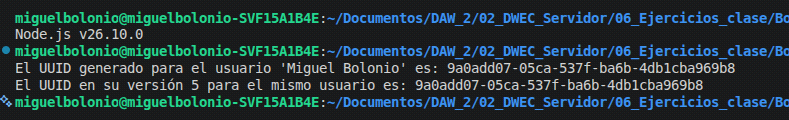 miguelbolonio@miguelbolonio-SVF15A1B4E:~/Documentos/DAW_2/02_DWEC_Servidor/06_Ejercicios_clase/Bo
Node.js v26.10.0
miguelbolonio@miguelbolonio-SVF15A1B4E:~/Documentos/DAW_2/02_DWEC_Servidor/06_Ejercicios_clase/Bo
El UUID generado para el usuario 'Miguel Bolonio' es: 9a0add07-05ca-537f-ba6b-4db1cba969b8
El UUID en su versión 5 para el mismo usuario es: 9a0add07-05ca-537f-ba6b-4db1cba969b8
miguelbolonio@miguelbolonio-SVF15A1B4E:~/Documentos/DAW_2/02_DWEC_Servidor/06_Ejercicios_clase/Bo